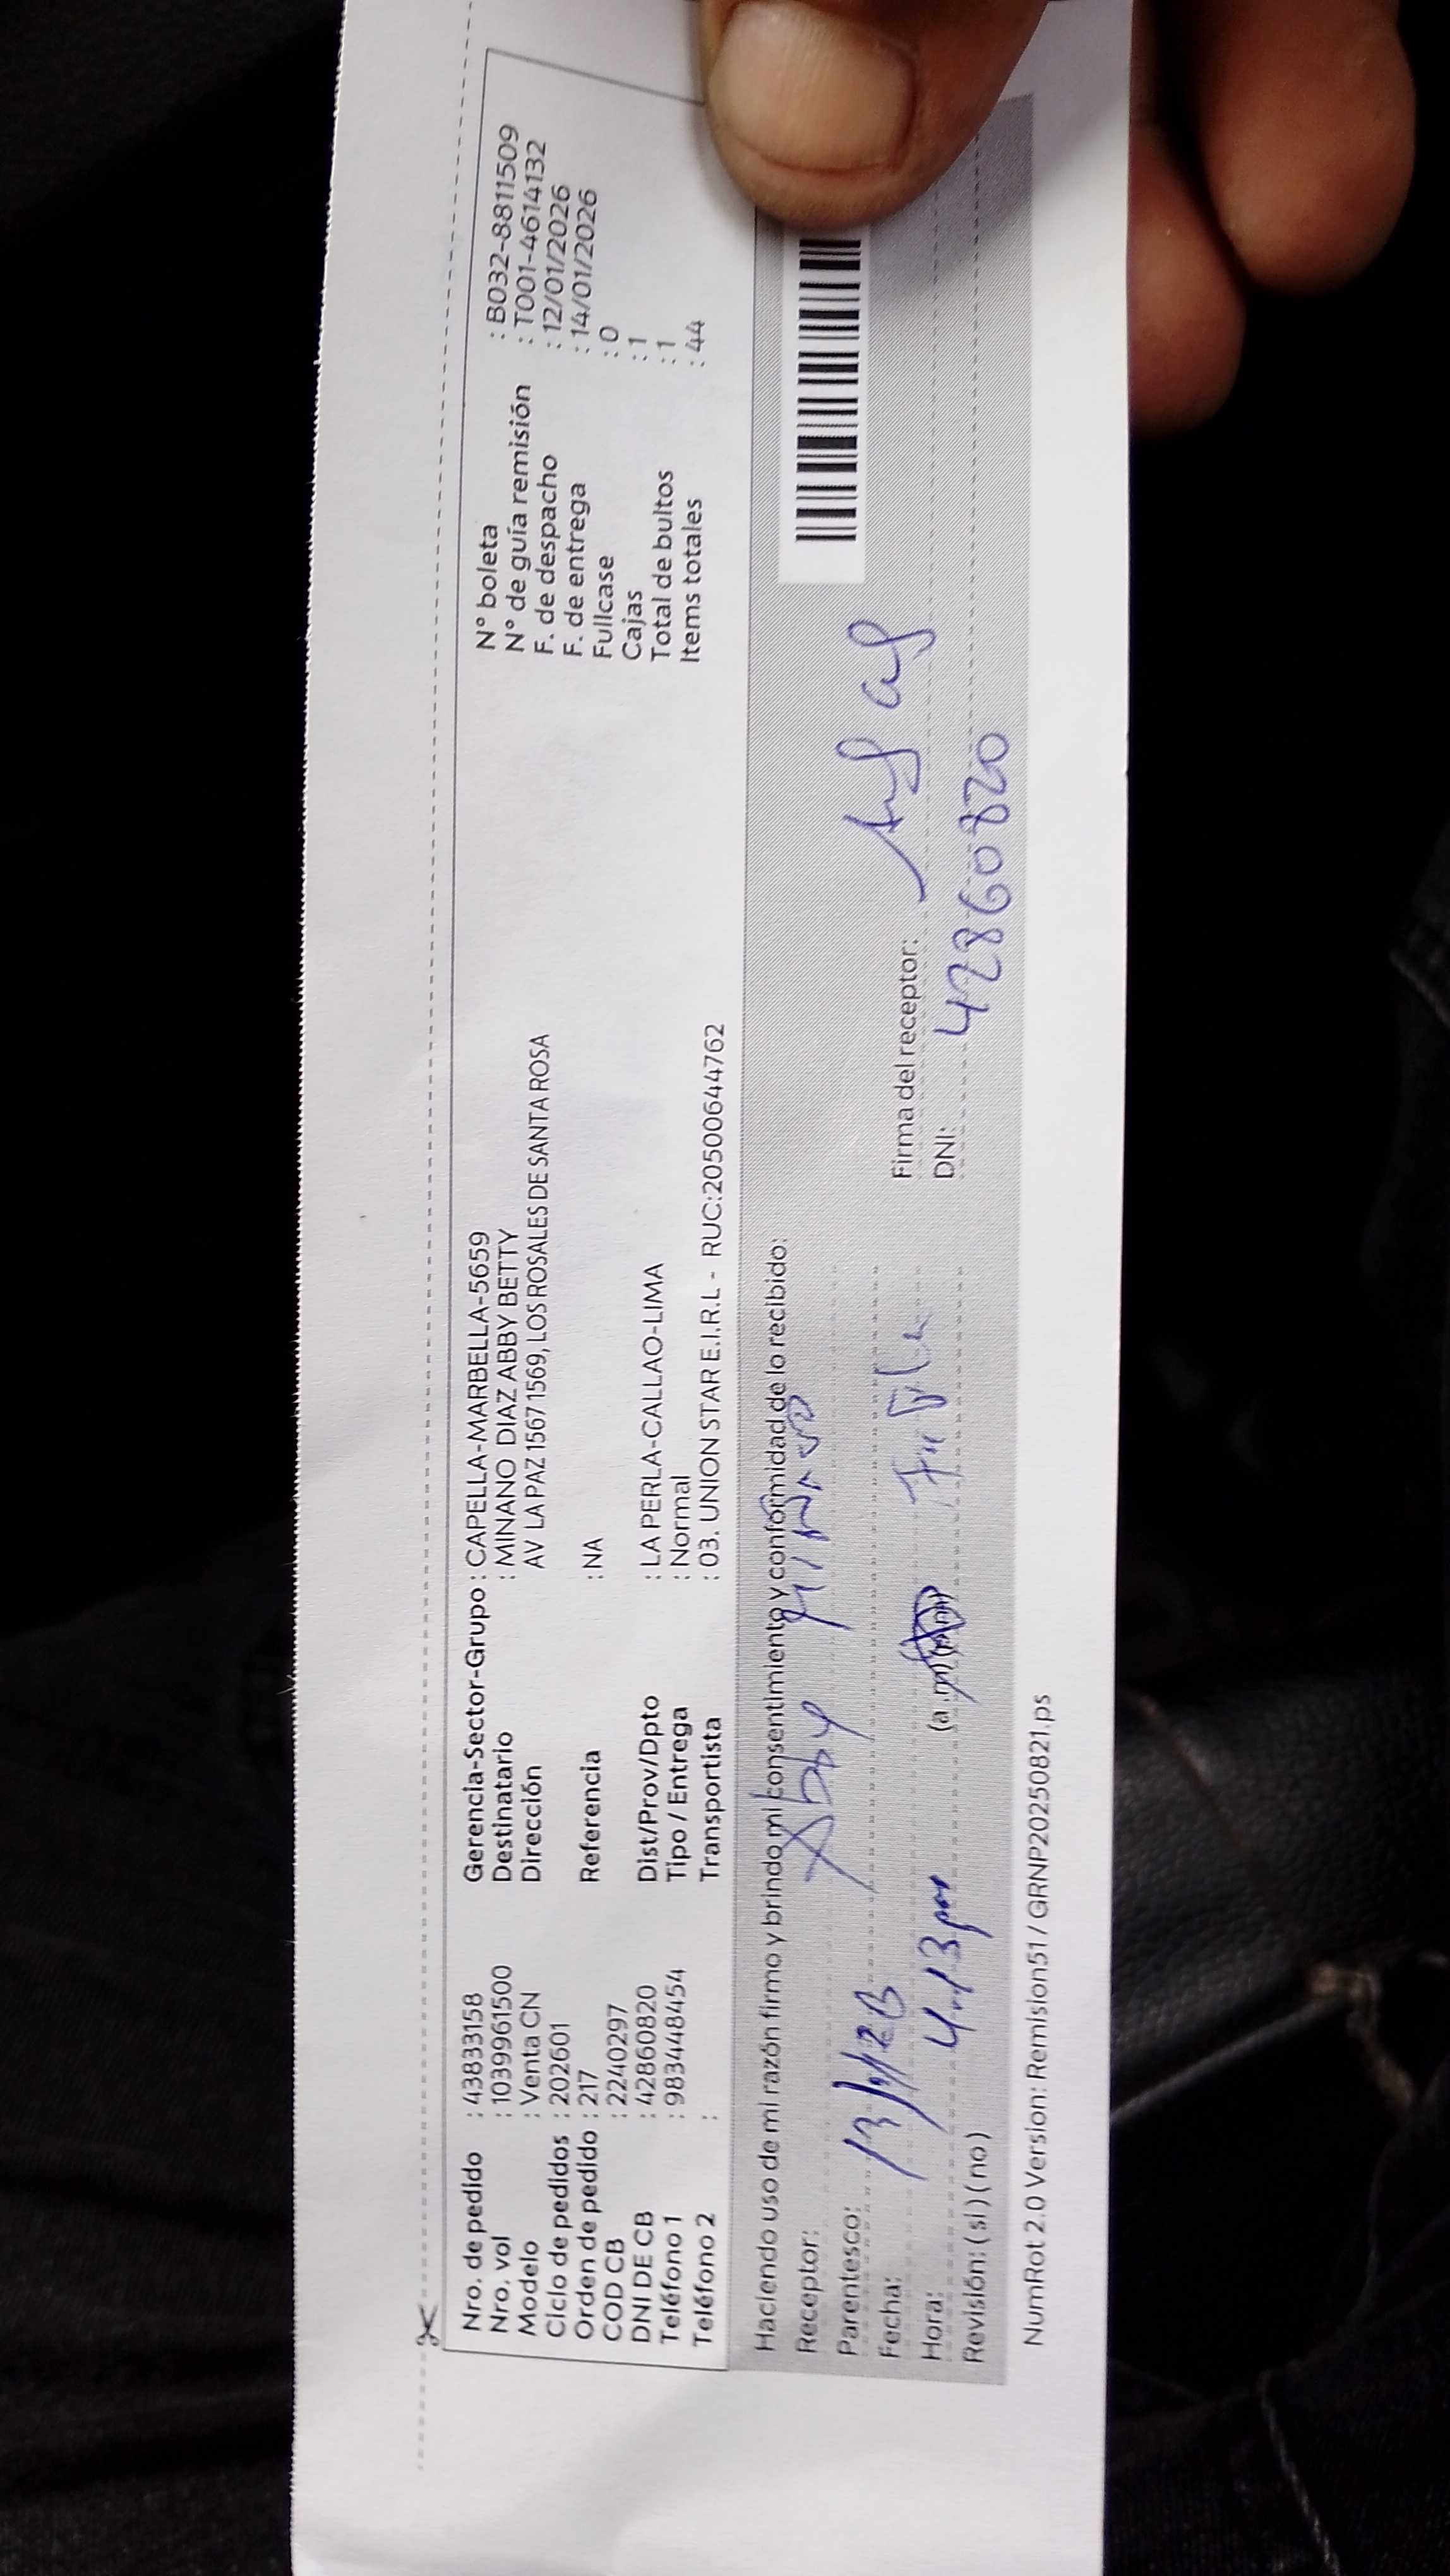 Nro. de pedido : 43833158
Nro. vol : 1039961500
Modelo : Venta CN
Ciclo de pedidos : 202601
Orden de pedido : 217
COD CB : 2240297
DNI DE CB : 42860820
Teléfono 1 : 983448454
Teléfono 2 :
Gerencia-Sector-Grupo : CAPELLA-MARBELLA-5659
Destinatario : MINANO DIAZ ABBY BETTY
Dirección AV LA PAZ 1567 1569, LOS ROSALES DE SANTA ROSA
Referencia : NA
Dist/Prov/Dpto : LA PERLA-CALLAO-LIMA
Tipo / Entrega : Normal
Transportista : 03. UNION STAR E.I.R.L - RUC:20500644762
N° boleta : B032-8811509
N° de guía remisión : T001-4614132
F. de despacho : 12/01/2026
F. de entrega : 14/01/2026
Fullcase : 0
Cajas : 1
Total de bultos : 1
Items totales : 44
Haciendo uso de mi razón firmo y brindo mi consentimiento y conformidad de lo recibido:
Receptor: Abby
Parentesco:
Fecha:
Hora: 4:13 pm (a.m)
Revisión: ( si ) ( no )
Firma del receptor:
DNI: 42860820
NumRot 2.0 Version: Remision51 / GRNP20250821.ps